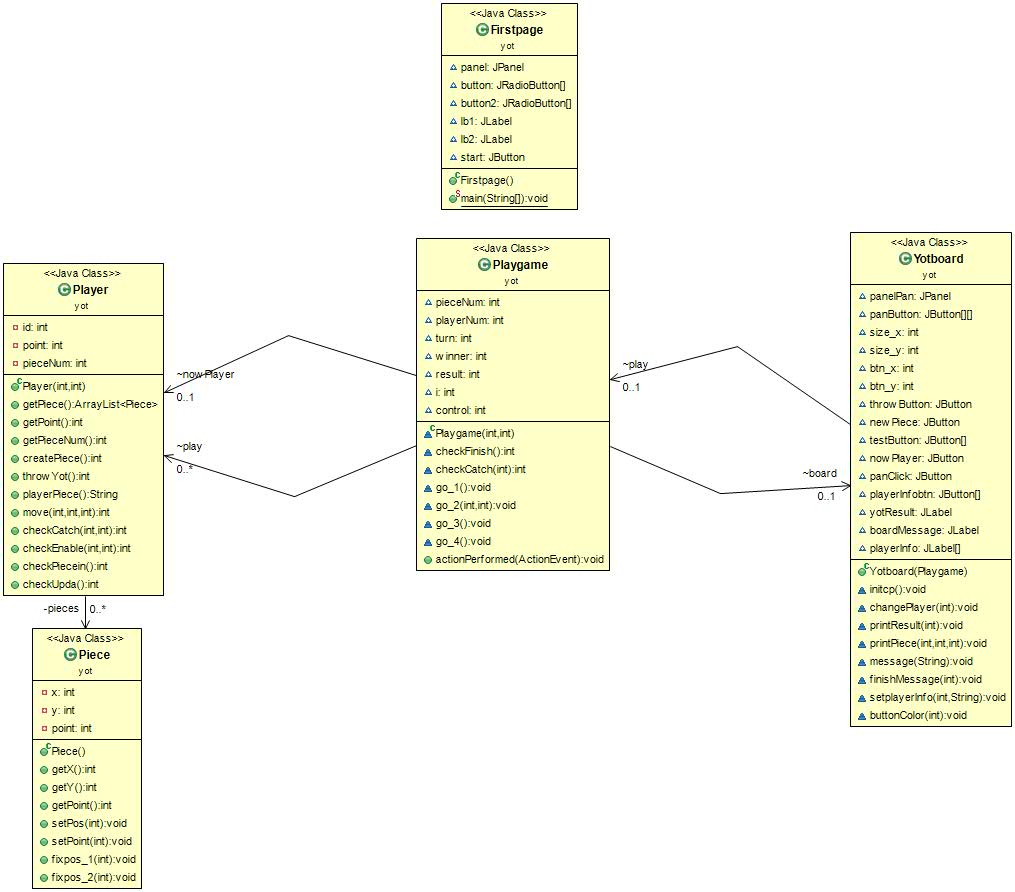 <<Java Class>>
Firstpage
yot
panel: JPanel
button: JRadioButton[]
button2: JRadioButton[]
lb1: JLabel
lb2: JLabel
start: JButton
Firstpage()
main(String[]):void
<<Java Class>>
Player
yot
id: int
point: int
pieceNum: int
Player(int,int)
getPiece():ArrayList<Piece>
getPoint():int
getPieceNum():int
createPiece():int
throwYot():int
playerPiece():String
move(int,int,int):int
checkCatch(int,int):int
checkEnable(int,int):int
checkPiecein():int
checkUpda():int
~nowPlayer
0..1
~play
0..*
<<Java Class>>
Playgame
yot
pieceNum: int
playerNum: int
turn: int
winner: int
result: int
i: int
control: int
Playgame(int,int)
checkFinish():int
checkCatch(int):int
go_1():void
go_2(int,int):void
go_3():void
go_4():void
actionPerformed(ActionEvent):void
~play
0..1
~board
0..1
<<Java Class>>
Yotboard
yot
panelPan: JPanel
panButton: JButton[][]
size_x: int
size_y: int
btn_x: int
btn_y: int
throwButton: JButton
newPiece: JButton
testButton: JButton[]
nowPlayer: JButton
panClick: JButton
playerInfobtn: JButton[]
yotResult: JLabel
boardMessage: JLabel
playerInfo: JLabel[]
Yotboard(Playgame)
initcp():void
changePlayer(int):void
printResult(int):void
printPiece(int,int,int):void
message(String):void
finishMessage(int):void
setplayerInfo(int,String):void
buttonColor(int):void
-pieces
0..*
<<Java Class>>
Piece
yot
x: int
y: int
point: int
Piece()
getX():int
getY():int
getPoint():int
setPos(int):void
setPoint(int):void
fixpos_1(int):void
fixpos_2(int):void